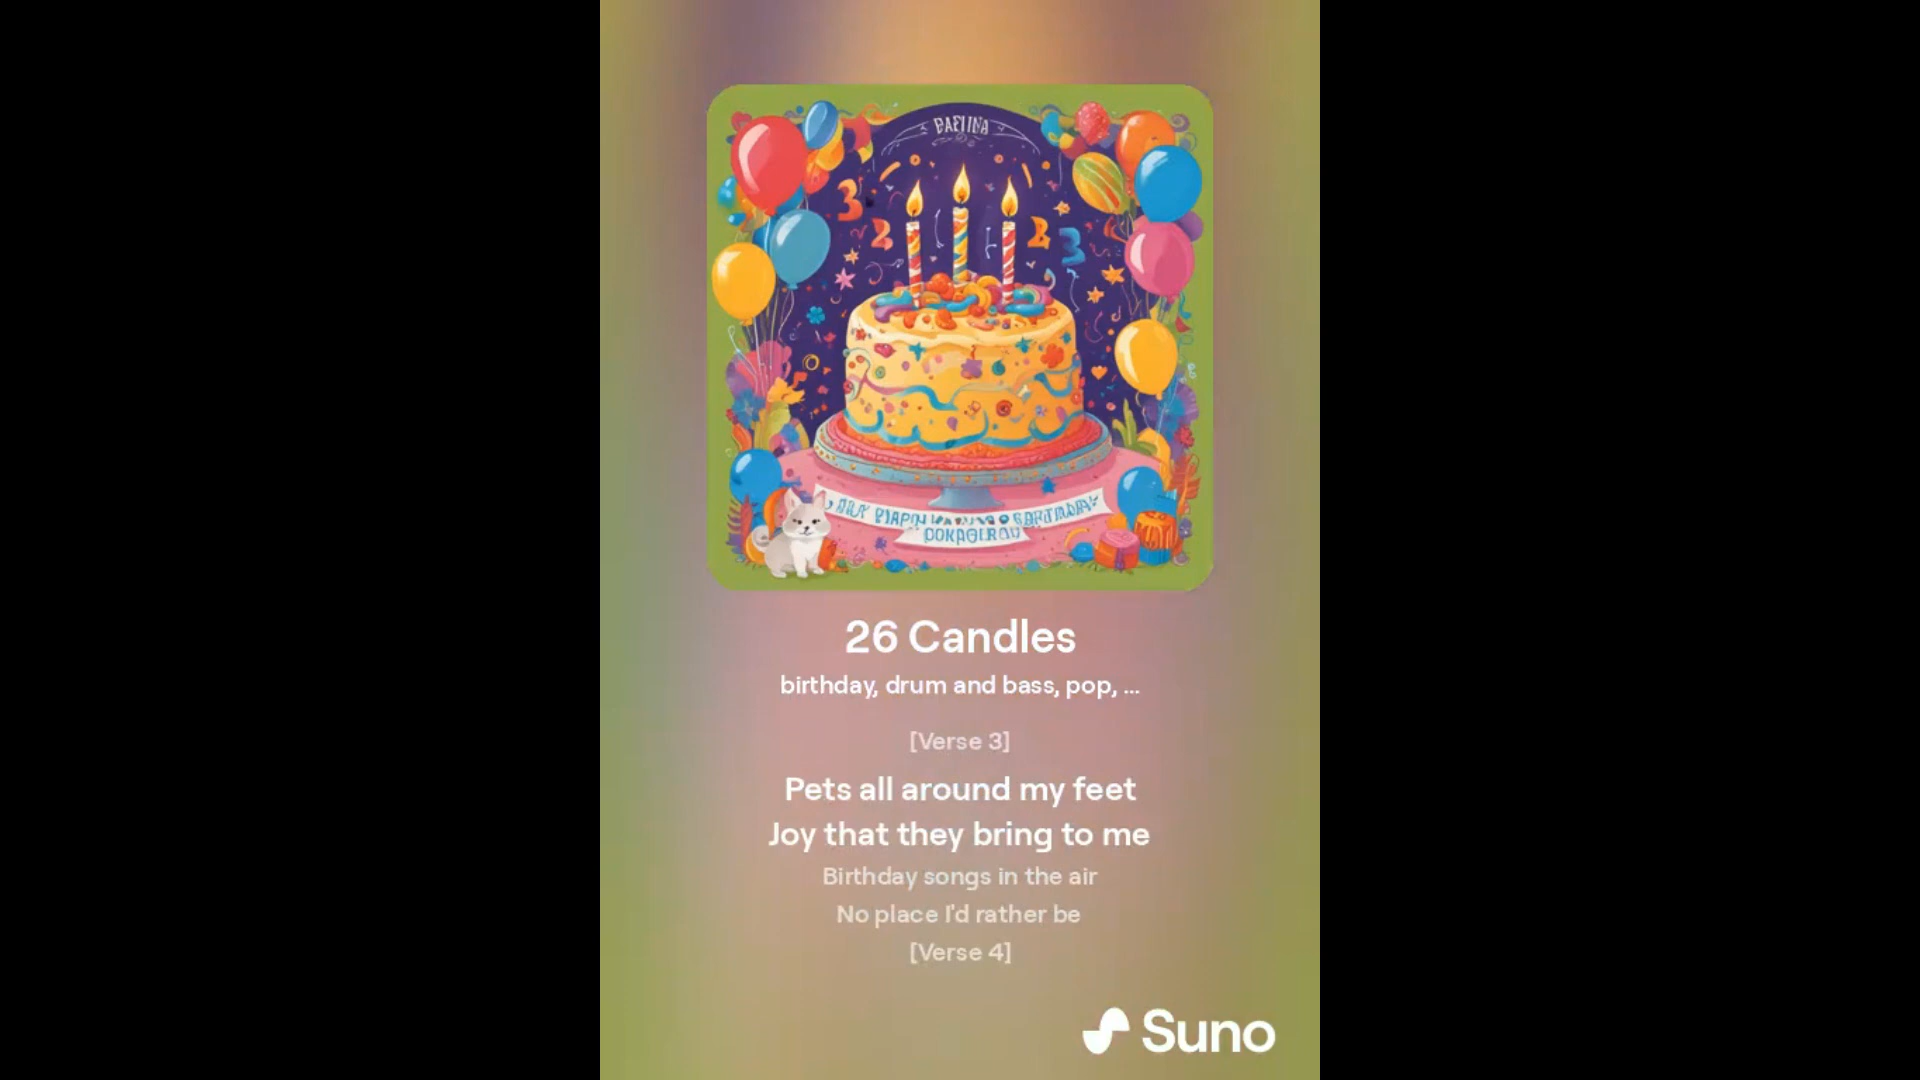 26 Candles
birthday, drum and bass, pop, ...
[Verse 3]
Pets all around my feet
Joy that they bring to me
Birthday songs in the air
No place I'd rather be
[Verse 4]
Suno